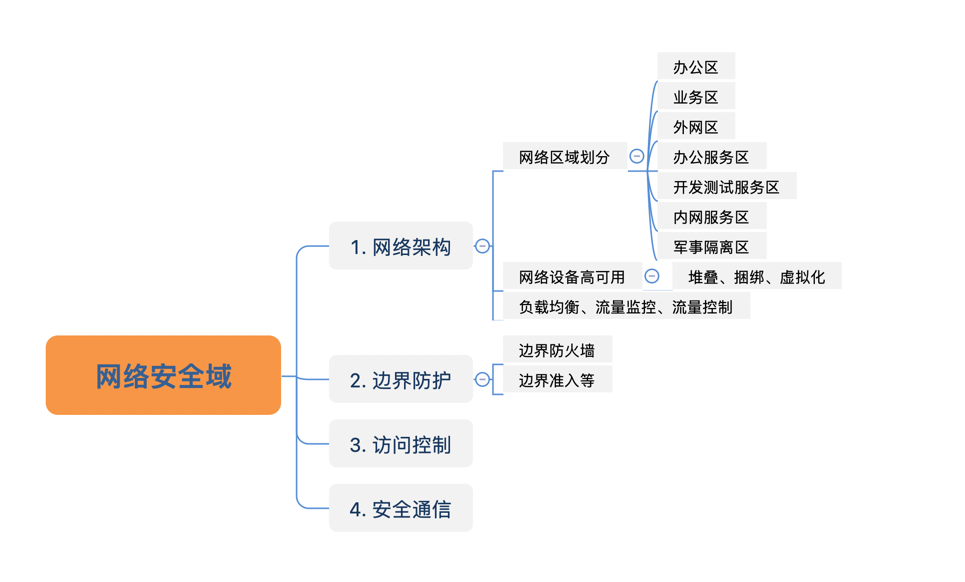 网络安全域
1. 网络架构
网络区域划分
办公区
业务区
外网区
办公服务区
开发测试服务区
内网服务区
军事隔离区
网络设备高可用
堆叠、捆绑、虚拟化
负载均衡、流量监控、流量控制
2. 边界防护
边界防火墙
边界准入等
3. 访问控制
4. 安全通信